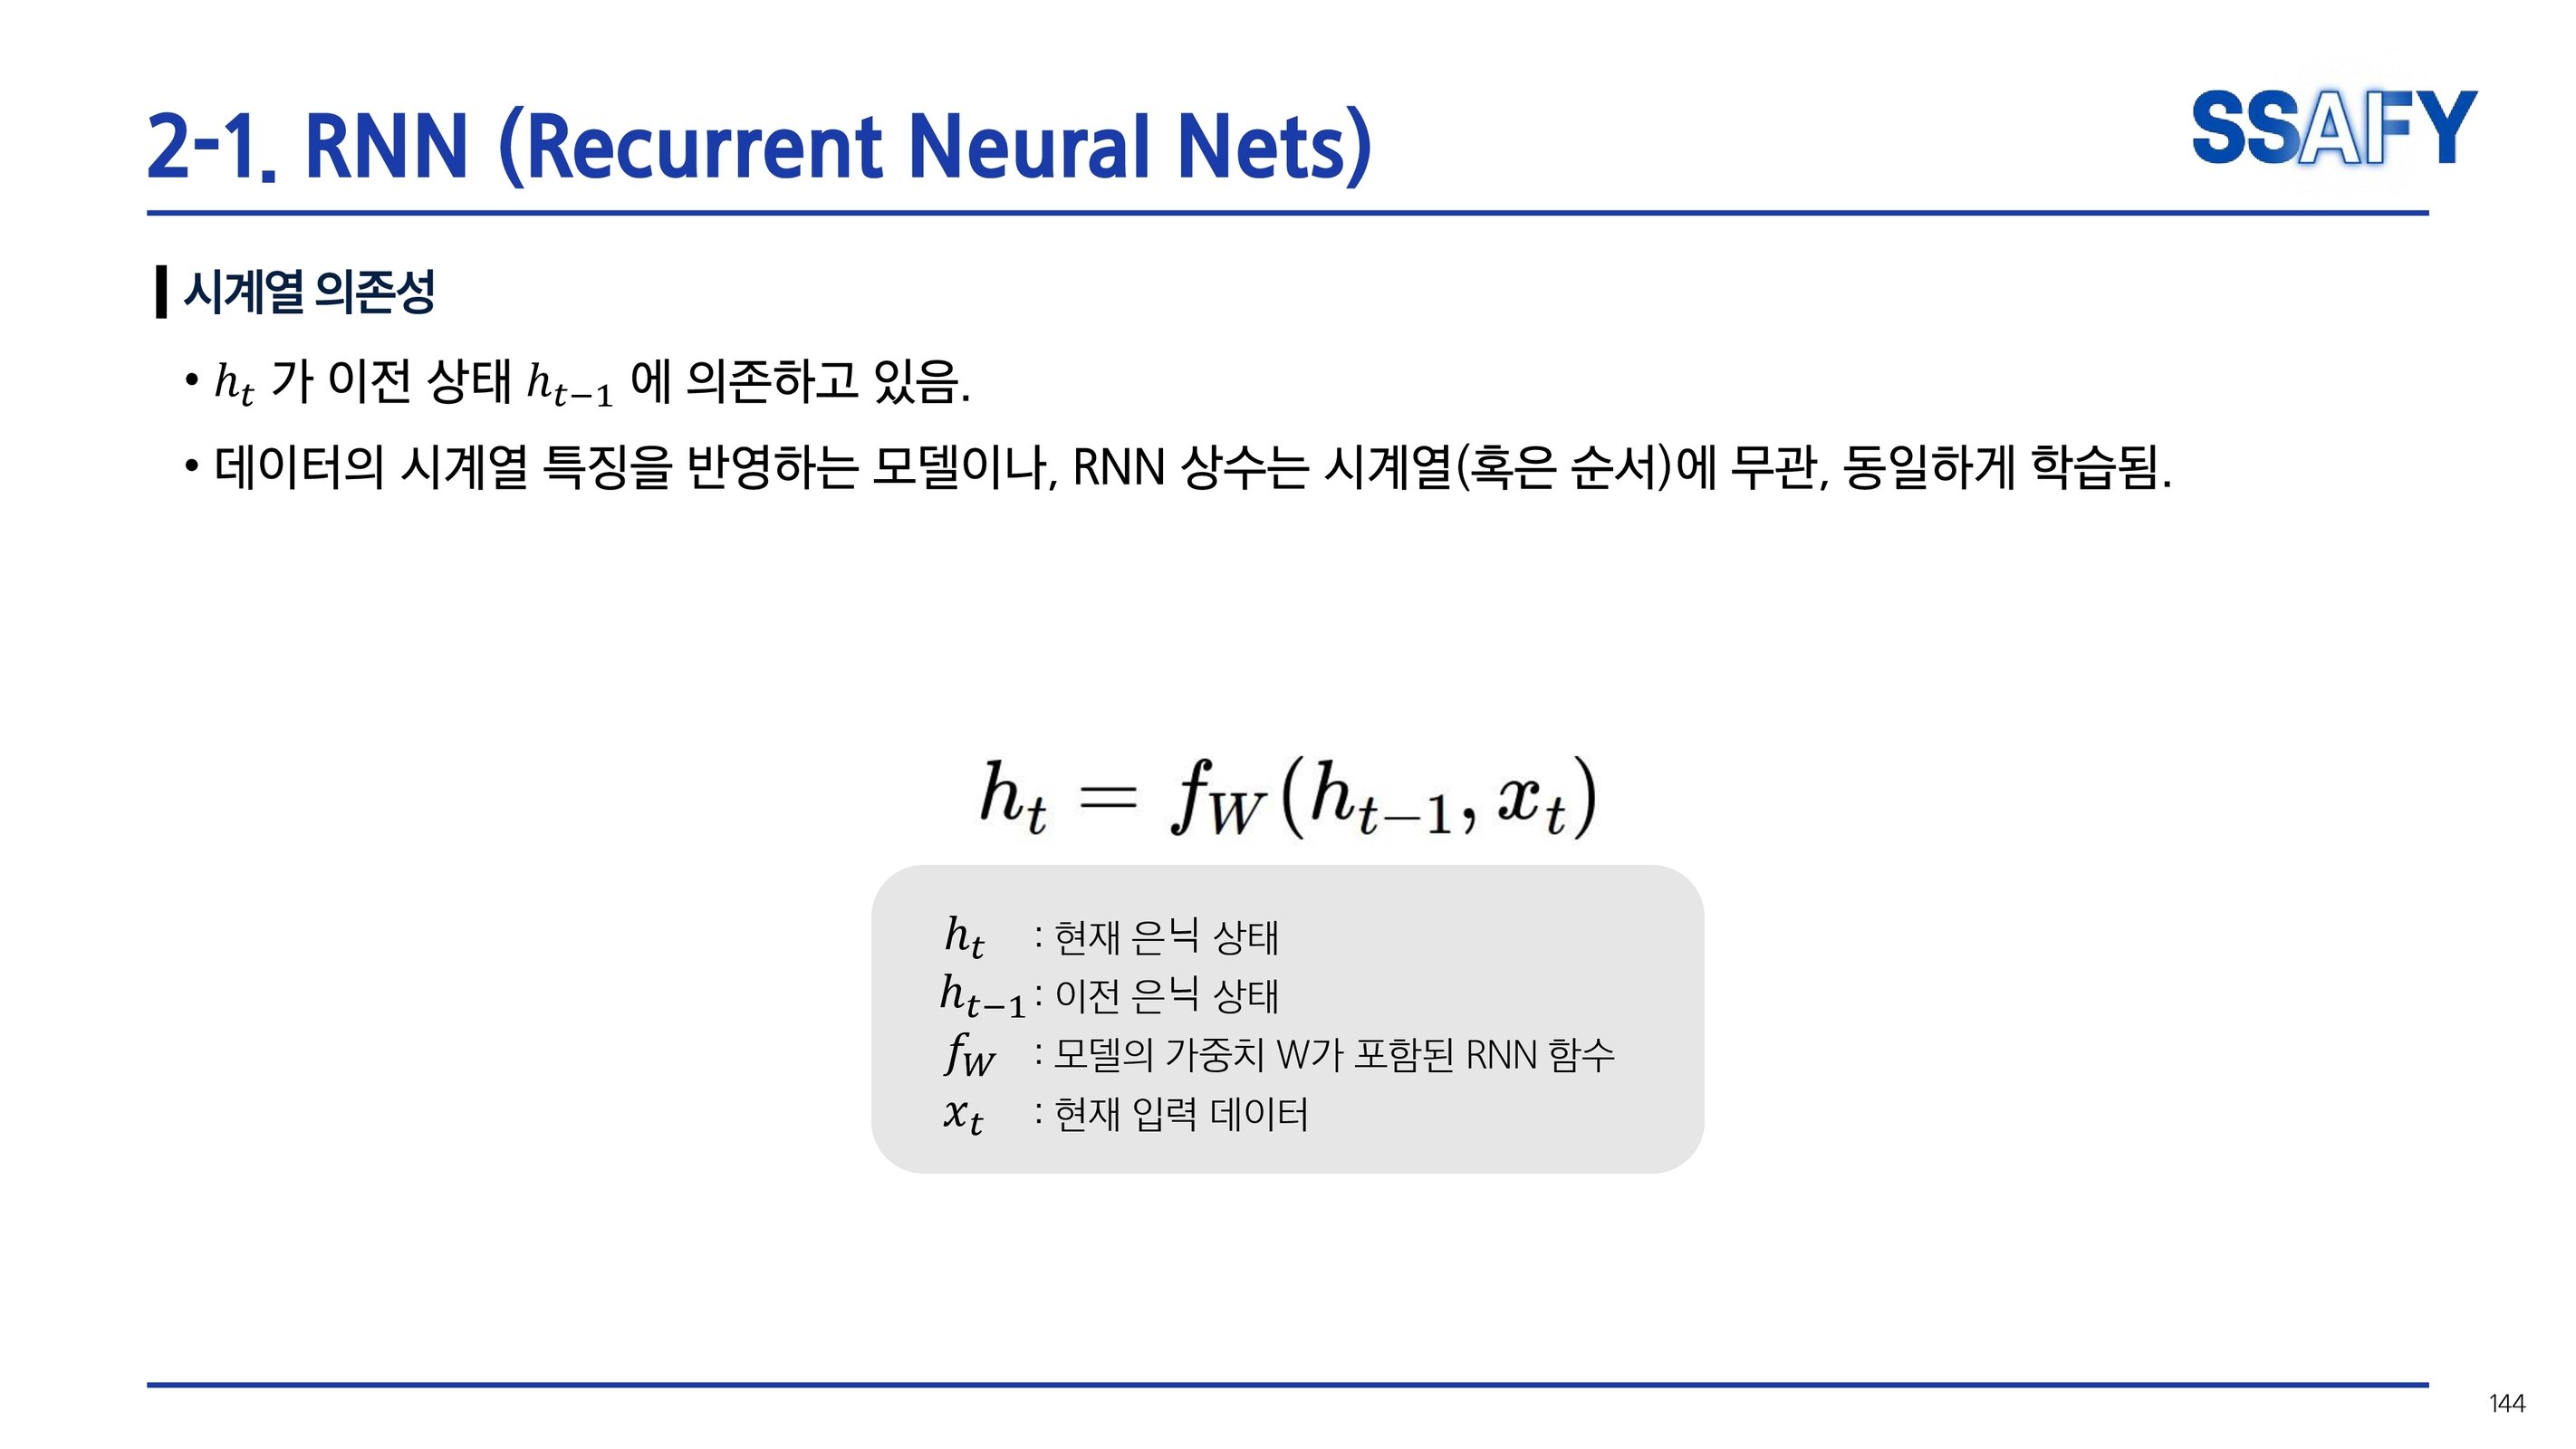 2-1. RNN (Recurrent Neural Nets)
SSAFY
시계열 의존성
• h_t 가 이전 상태 h_{t-1} 에 의존하고 있음.
• 데이터의 시계열 특징을 반영하는 모델이나, RNN 상수는 시계열(혹은 순서)에 무관, 동일하게 학습됨.
h_t = f_W(h_{t-1}, x_t)
h_t : 현재 은닉 상태
h_{t-1} : 이전 은닉 상태
f_W : 모델의 가중치 W가 포함된 RNN 함수
x_t : 현재 입력 데이터
144